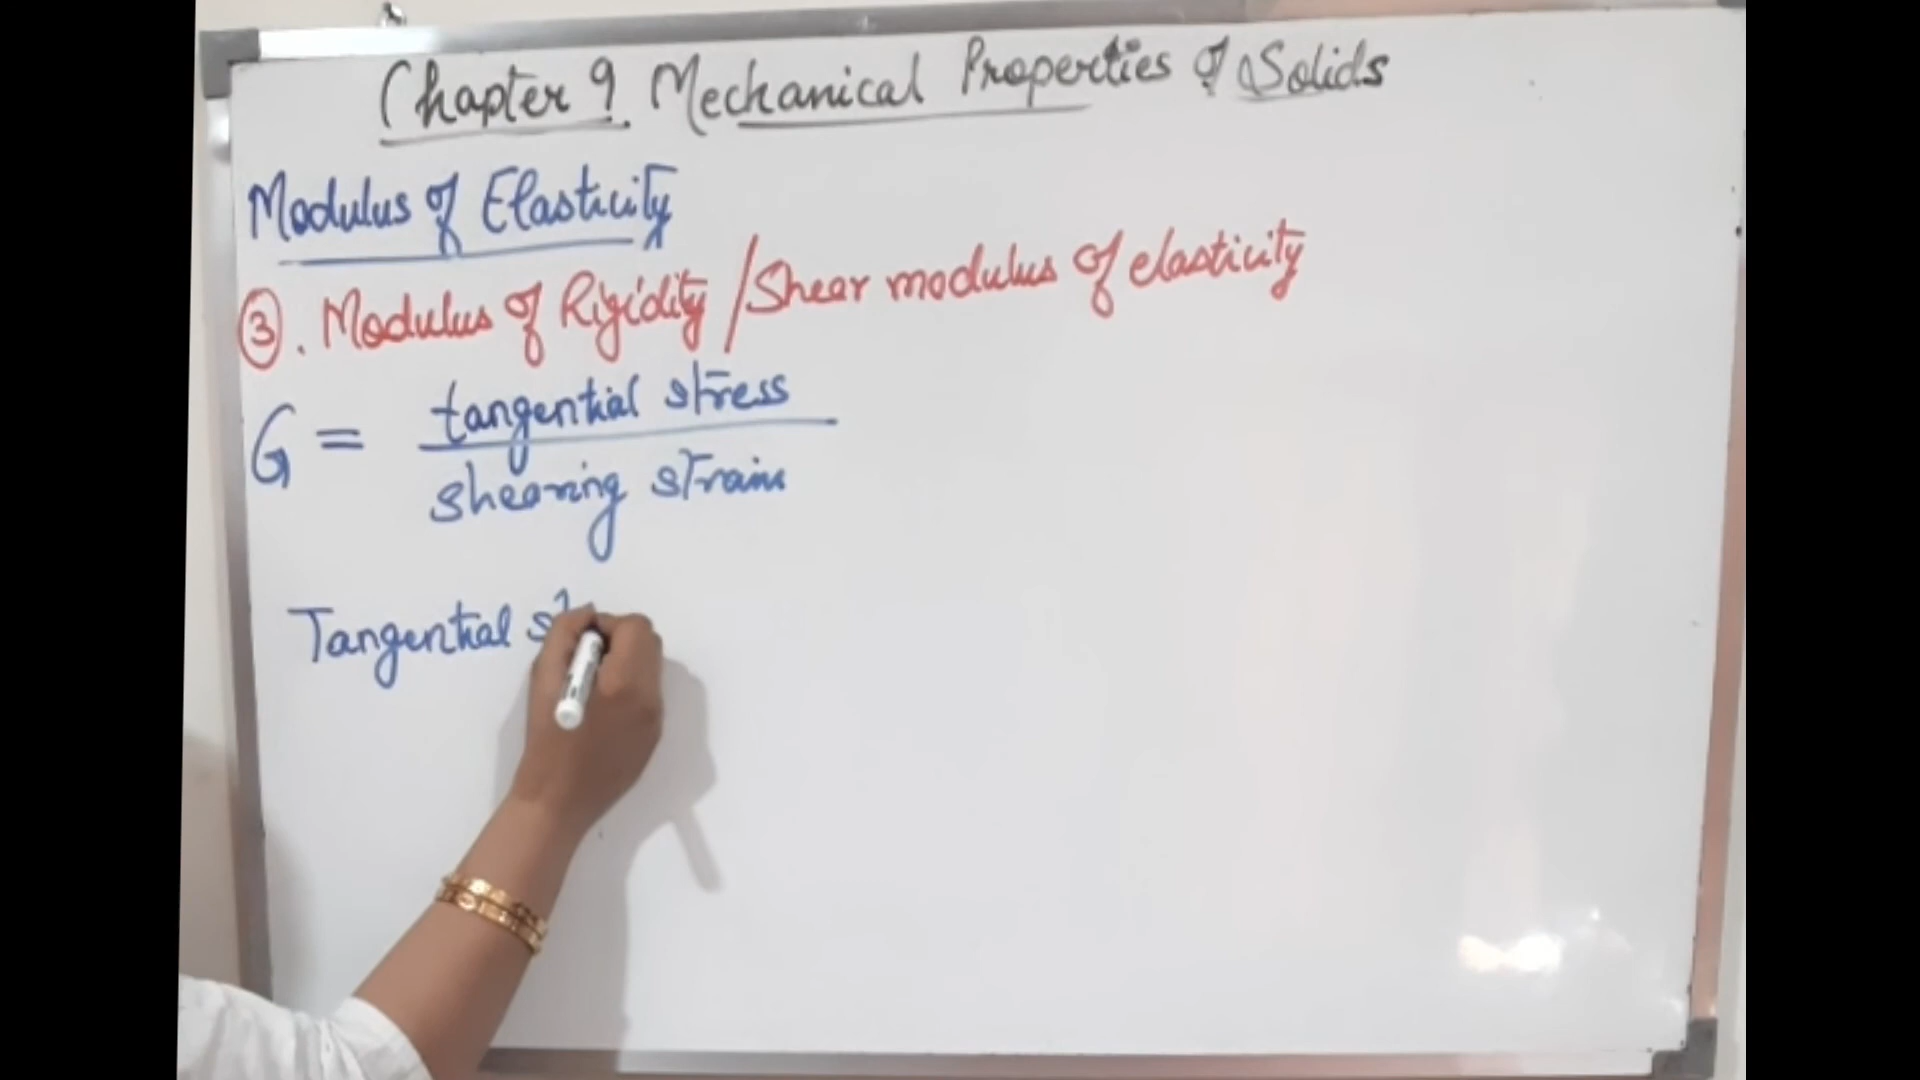 Chapter 9. Mechanical Properties of Solids
Modulus of Elasticity
③. Modulus of Rigidity / Shear modulus of elasticity
G = tangential stress
shearing strain
Tangential st